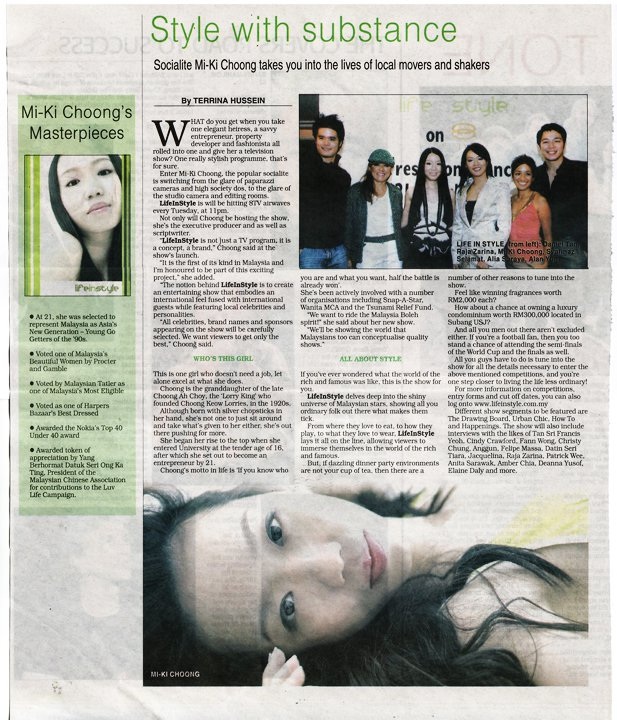 Style with substance
Socialite Mi-Ki Choong takes you into the lives of local movers and shakers
Mi-Ki Choong's
Masterpieces
lifeinstyle
● At 21, she was selected to
represent Malaysia as Asia's
New Generation – Young Go
Getters of the '90s.
● Voted one of Malaysia's
Beautiful Women by Procter
and Gamble
● Voted by Malaysian Tatler as
one of Malaysia's Most Eligible
● Voted as one of Harpers
Bazaar's Best Dressed
● Awarded the Nokia's Top 40
Under 40 award
● Awarded token of
appreciation by Yang
Berhormat Datuk Seri Ong Ka
Ting, President of the
Malaysian Chinese Association
for contributions to the Luv
Life Campaign.
By TERRINA HUSSEIN
WHAT do you get when you take
one elegant heiress, a savvy
entrepreneur, property
developer and fashionista all
rolled into one and give her a television
show? One really stylish programme, that's
for sure.
Enter Mi-Ki Choong, the popular socialite
is switching from the glare of paparazzi
cameras and high society dos, to the glare of
the studio camera and editing rooms.
LifeInStyle is will be hitting 8TV airwaves
every Tuesday, at 11pm.
Not only will Choong be hosting the show,
she's the executive producer and as well as
scriptwriter.
"LifeInStyle is not just a TV program, it is
a concept, a brand," Choong said at the
show's launch.
"It is the first of its kind in Malaysia and
I'm honoured to be part of this exciting
project," she added.
"The notion behind LifeInStyle is to create
an entertaining show that embodies an
international feel fused with international
guests while featuring local celebrities and
personalities.
"All celebrities, brand names and sponsors
appearing on the show will be carefully
selected. We want viewers to get only the
best," Choong said.
WHO'S THIS GIRL
This is one girl who doesn't need a job, let
alone excel at what she does.
Choong is the granddaughter of the late
Choong Ah Choy, the 'Lorry King' who
founded Choong Keow Lorries, in the 1920s.
Although born with silver chopsticks in
her hand, she's not one to just sit around
and take what's given to her either, she's out
there pushing for more.
She began her rise to the top when she
entered University at the tender age of 16,
after which she set out to become an
entrepreneur by 21.
Choong's motto in life is 'If you know who
life in style
on 8
LIFE IN STYLE (from left):
Raja Zarina, Mi-Ki Choong,
Selamat, Alia Soraya, Alan
you are and what you want, half the battle is
already won'.
She's been actively involved with a number
of organisations including Snap-A-Star,
Wanita MCA and the Tsunami Relief Fund.
"We want to ride the Malaysia Boleh
spirit!" she said about her new show.
"We'll be showing the world that
Malaysians too can conceptualise quality
shows."
ALL ABOUT STYLE
If you've ever wondered what the world of the
rich and famous was like, this is the show for
you.
LifeInStyle delves deep into the shiny
universe of Malaysian stars, showing all you
ordinary folk out there what makes them
tick.
From where they love to eat, to how they
play, to what they love to wear, LifeInStyle
lays it all on the line, allowing viewers to
immerse themselves in the world of the rich
and famous.
But, if dazzling dinner party environments
are not your cup of tea, then there are a
number of other reasons to tune into the
show.
Feel like winning fragrances worth
RM2,000 each?
How about a chance at owning a luxury
condominium worth RM300,000 located in
Subang USJ?
And all you men out there aren't excluded
either. If you're a football fan, then you too
stand a chance of attending the semi-finals
of the World Cup and the finals as well.
All you guys have to do is tune into the
show for all the details necessary to enter the
above mentioned competitions, and you're
one step closer to living the life less ordinary!
For more information on competitions,
entry forms and cut off dates, you can also
log onto www.lifeinstyle.com.my
Different show segments to be featured are
The Drawing Board, Urban Chic, How To
and Happenings. The show will also include
interviews with the likes of Tan Sri Francis
Yeoh, Cindy Crawford, Fann Wong, Christy
Chung, Anggun, Felipe Massa, Datin Seri
Tiara, Jacquelina, Raja Zarina, Patrick Wee,
Anita Sarawak, Amber Chia, Deanna Yusof,
Elaine Daly and more.
MI-KI CHOONG